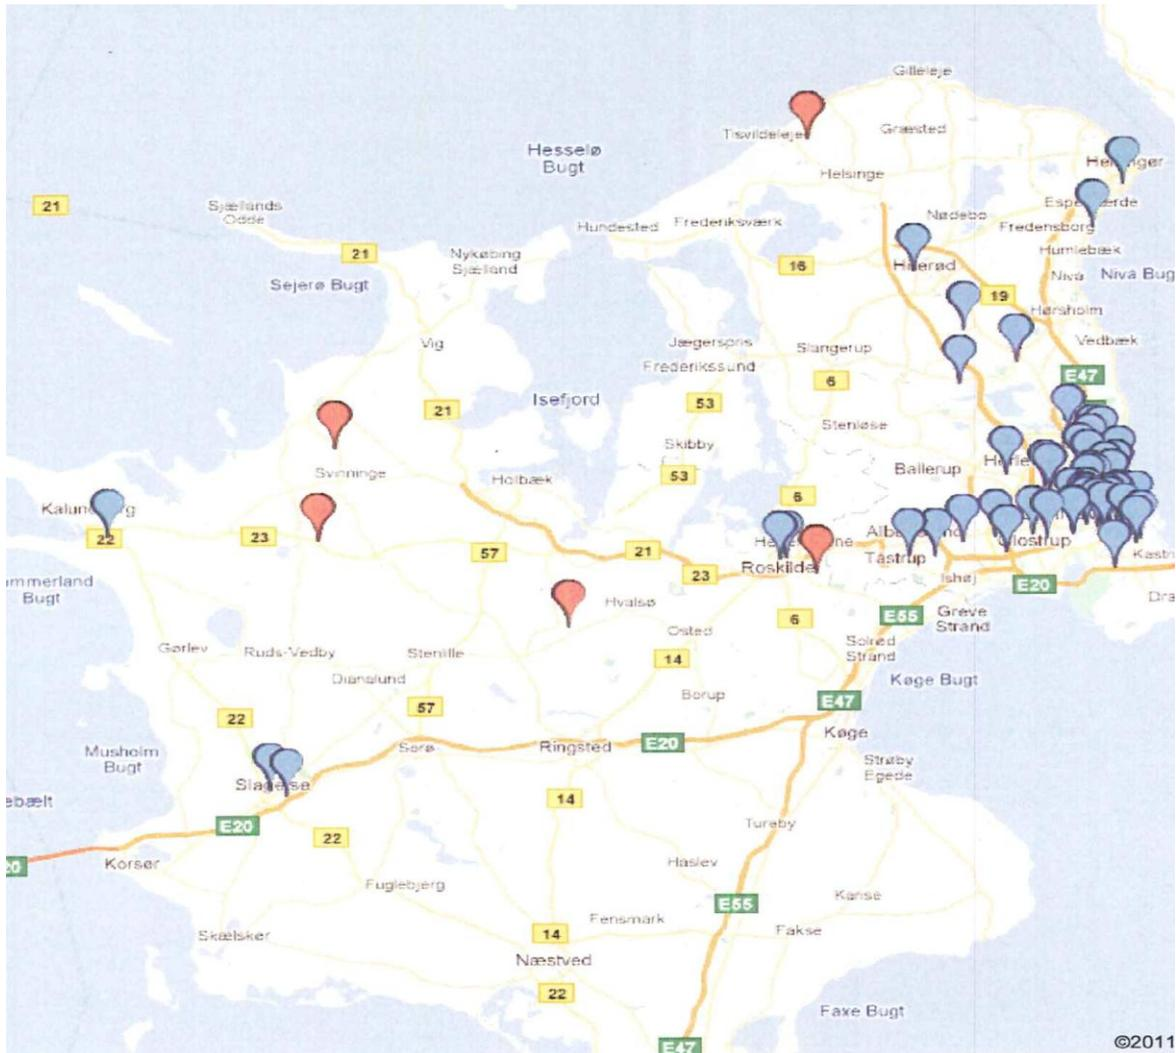 Gilleleje
Tisvildeleje
Græsted
Hesselø
Bugt
Helsinge
21
Sjællands
Odde
Nødebo
Fredensborg
Hundested
Frederiksværk
Humlebæk
21
Nykøbing
Sjælland
16
Sejerø Bugt
Nivå
19
Hørsholm
Vig
Jægerspris
Slangerup
Vedbæk
Frederikssund
6
E47
Isefjord
21
53
Stenløse
Skibby
Ballerup
Svinninge
Holbæk
53
6
22
23
57
21
Roskilde
Tåstrup
Glostrup
23
Ishøj
E20
Bugt
Hvalsø
6
E55
Greve
Strand
Osted
Solrød
Strand
Gørlev
Ruds-Vedby
Stenlille
14
Dianalund
Borup
Køge Bugt
E47
22
57
Musholm
Bugt
Sorø
Ringsted
E20
Køge
Strøby
Egede
Slagelse
14
E20
22
Tureby
Korsør
Haslev
Fuglebjerg
E55
Karise
Fensmark
Skælskør
14
Fakse
Næstved
22
Faxe Bugt
E47
©2011